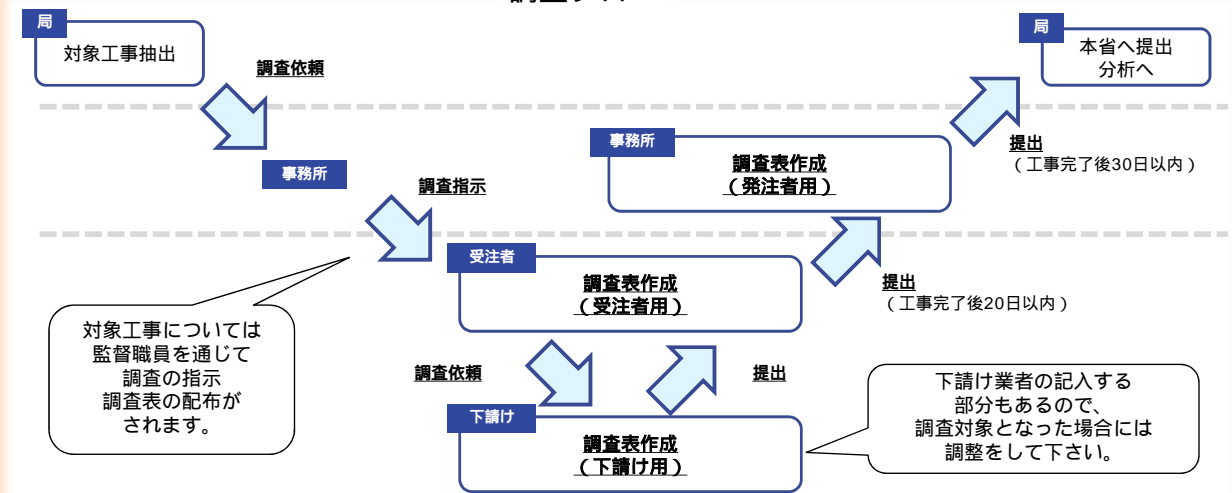 局
対象工事抽出
調査依頼
事務所
調査指示
対象工事については
監督職員を通じて
調査の指示
調査表の配布が
されます。
受注者
調査表作成
(受注者用)
調査依頼
下請け
調査表作成
(下請け用)
提出
下請け業者の記入する
部分もあるので、
調査対象となった場合には
調整をして下さい。
提出
(工事完了後20日以内)
事務所
調査表作成
(発注者用)
提出
(工事完了後30日以内)
局
本省へ提出
分析へ